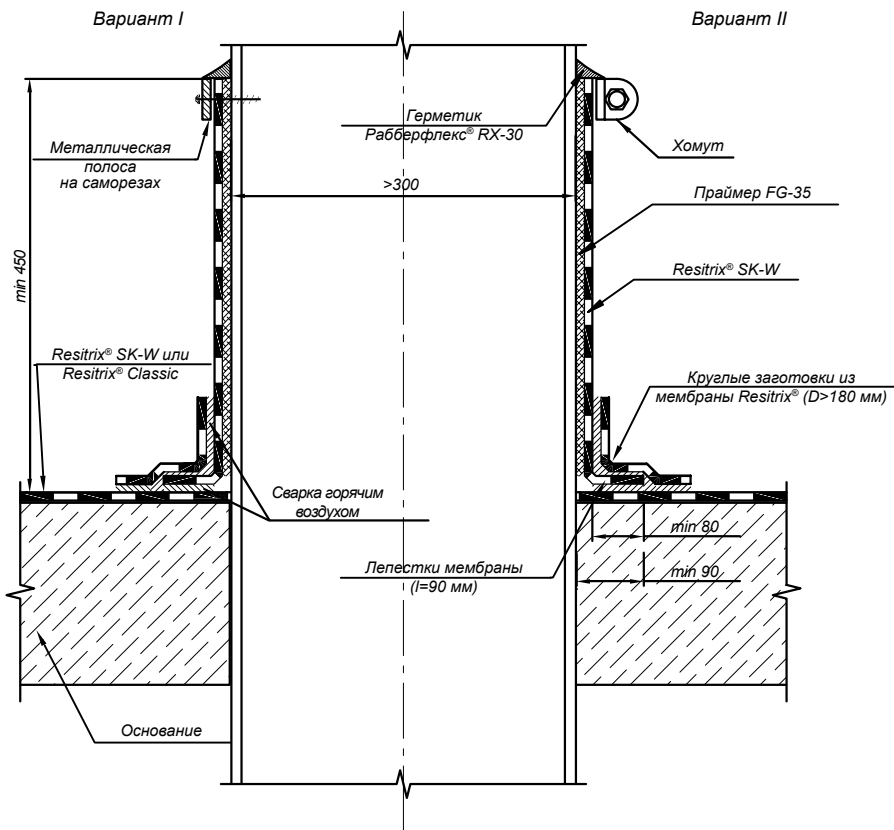 Вариант I
Вариант II
Герметик
Рабберфлекс® RX-30
Металлическая
полоса
на саморезах
Хомут
>300
Праймер FG-35
min 450
Resitrix® SK-W
Resitrix® SK-W или
Resitrix® Classic
Круглые заготовки из
мембраны Resitrix® (D>180 мм)
Сварка горячим
воздухом
min 80
Лепестки мембраны
(l=90 мм)
min 90
Основание